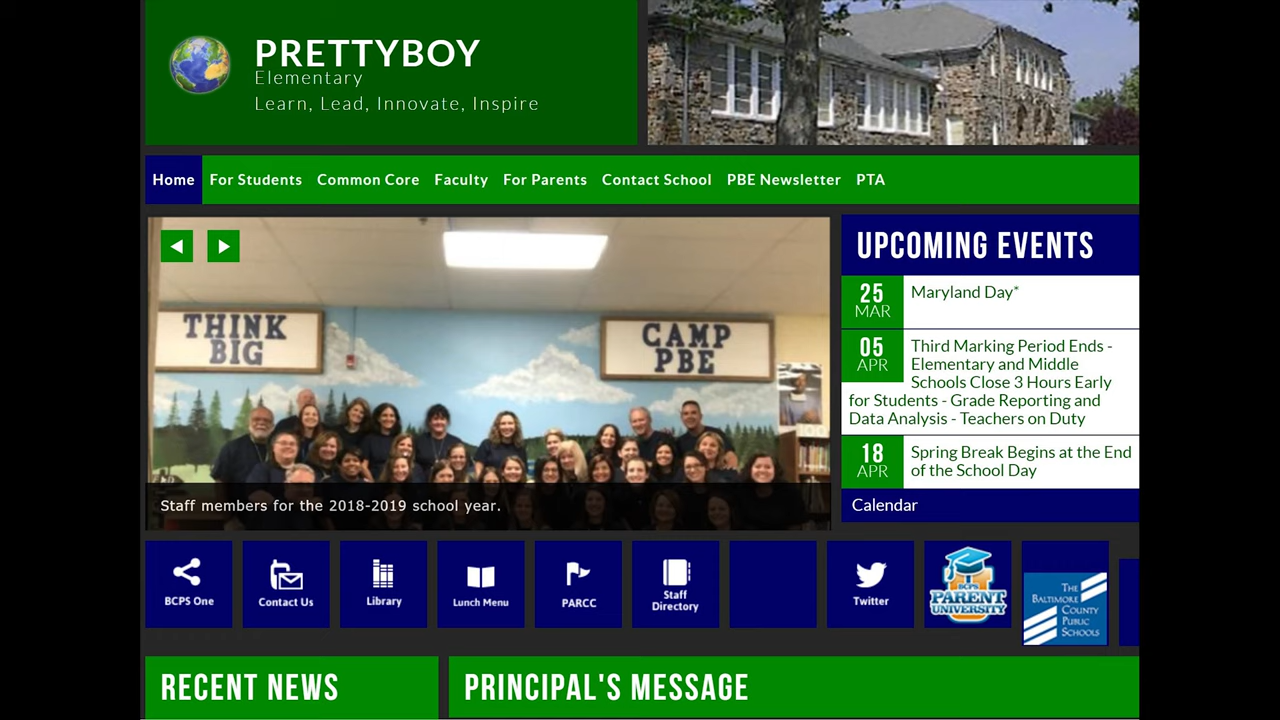 PRETTYBOY
Elementary
Learn, Lead, Innovate, Inspire
Home For Students Common Core Faculty For Parents Contact School PBE Newsletter PTA
THINK
BIG
CAMP
PBE
Staff members for the 2018-2019 school year.
UPCOMING EVENTS
25
MAR
Maryland Day*
05
APR
Third Marking Period Ends -
Elementary and Middle
Schools Close 3 Hours Early
for Students - Grade Reporting and
Data Analysis - Teachers on Duty
18
APR
Spring Break Begins at the End
of the School Day
Calendar
BCPS One
Contact Us
Library
Lunch Menu
PARCC
Staff
Directory
Twitter
BCPS
PARENT
UNIVERSITY
THE
BALTIMORE
COUNTY
PUBLIC
SCHOOLS
RECENT NEWS
PRINCIPAL'S MESSAGE